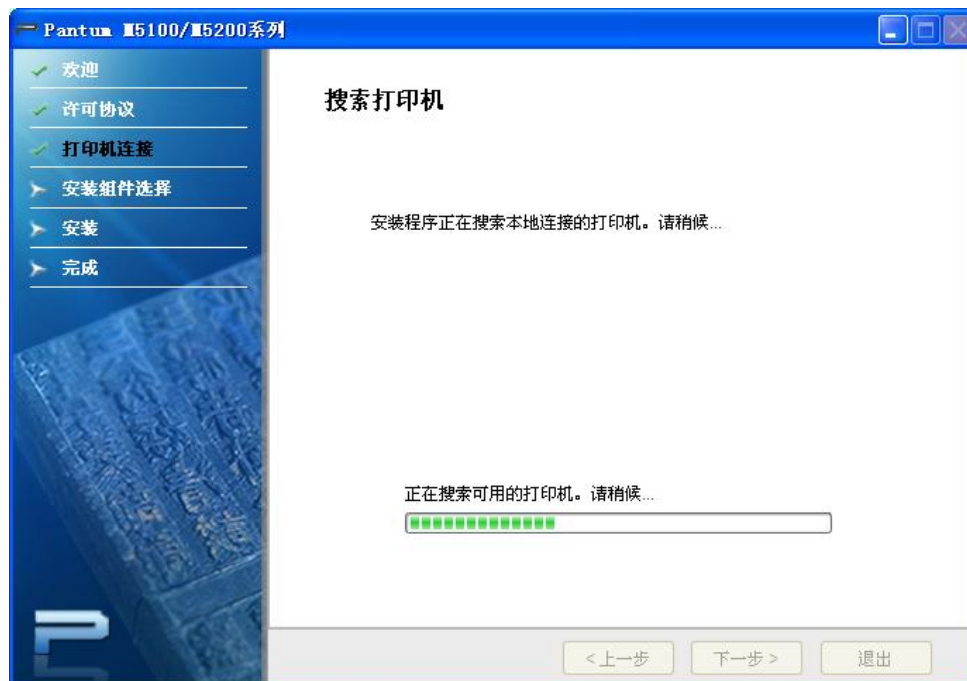 Pantum M5100/M5200系列
欢迎
许可协议
打印机连接
安装组件选择
安装
完成
搜索打印机
安装程序正在搜索本地连接的打印机。请稍候...
正在搜索可用的打印机。请稍候...
<上一步
下一步>
退出